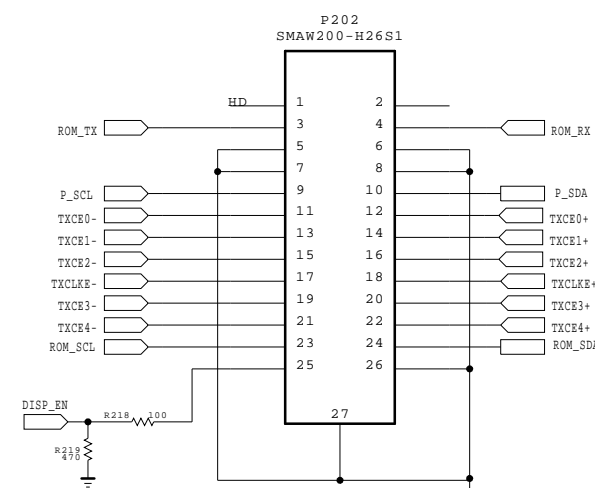 P202
SMAW200-H26S1
HD 1 2
ROM_TX 3 4 ROM_RX
5 6
7 8
P_SCL 9 10 P_SDA
TXCE0- 11 12 TXCE0+
TXCE1- 13 14 TXCE1+
TXCE2- 15 16 TXCE2+
TXCLKE- 17 18 TXCLKE+
TXCE3- 19 20 TXCE3+
TXCE4- 21 22 TXCE4+
ROM_SCL 23 24 ROM_SDA
25 26
DISP_EN
R218 100
27
R219
470